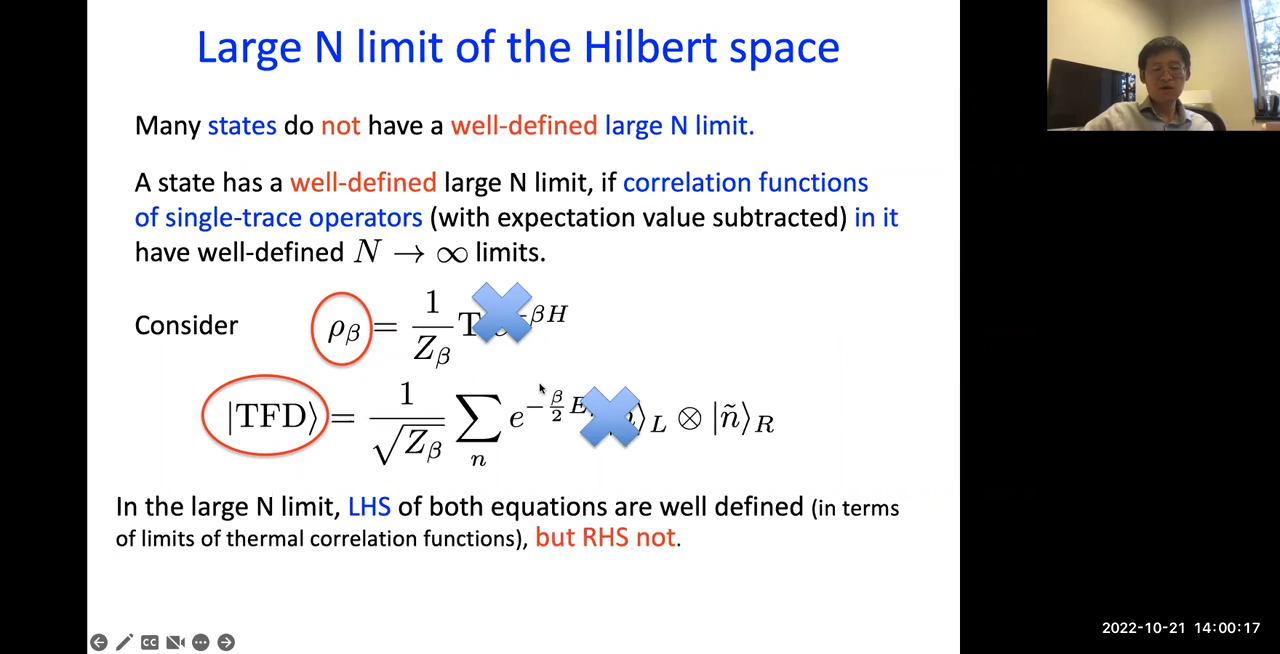 Large N limit of the Hilbert space
Many states do not have a well-defined large N limit.
A state has a well-defined large N limit, if correlation functions
of single-trace operators (with expectation value subtracted) in it
have well-defined N → ∞ limits.
Consider ρ_β = 1/Z_β T βH
|TFD⟩ = 1/√Z_β ∑_n e^{-β/2 E ⟩_L ⊗ |ñ⟩_R
In the large N limit, LHS of both equations are well defined (in terms
of limits of thermal correlation functions), but RHS not.
CC
2022-10-21 14:00:17